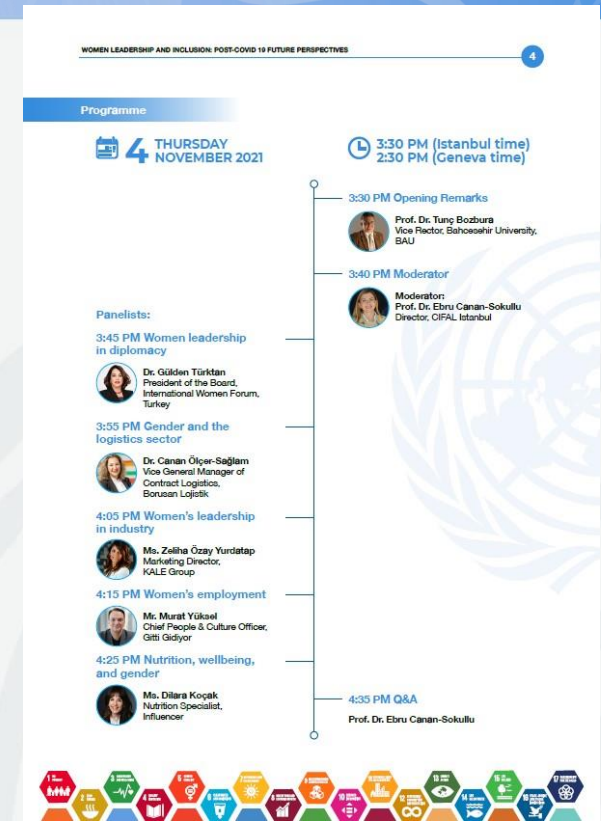 WOMEN LEADERSHIP AND INCLUSION: POST-COVID 19 FUTURE PERSPECTIVES
4
Programme
4 THURSDAY
NOVEMBER 2021
3:30 PM (Istanbul time)
2:30 PM (Geneva time)
3:30 PM Opening Remarks
Prof. Dr. Tunç Bozbura
Vice Rector, Bahcesehir University,
BAU
3:40 PM Moderator
Moderator:
Prof. Dr. Ebru Canan-Sokullu
Director, CIFAL Istanbul
Panelists:
3:45 PM Women leadership
in diplomacy
Dr. Gülden Türktan
President of the Board,
International Women Forum,
Turkey
3:55 PM Gender and the
logistics sector
Dr. Canan Ölçer-Sağlam
Vice General Manager of
Contract Logistics,
Borusan Lojistik
4:05 PM Women's leadership
in industry
Ms. Zeliha Özay Yurdatap
Marketing Director,
KALE Group
4:15 PM Women's employment
Mr. Murat Yüksel
Chief People & Culture Officer,
Gitti Gidiyor
4:25 PM Nutrition, wellbeing,
and gender
Ms. Dilara Koçak
Nutrition Specialist,
Influencer
4:35 PM Q&A
Prof. Dr. Ebru Canan-Sokullu